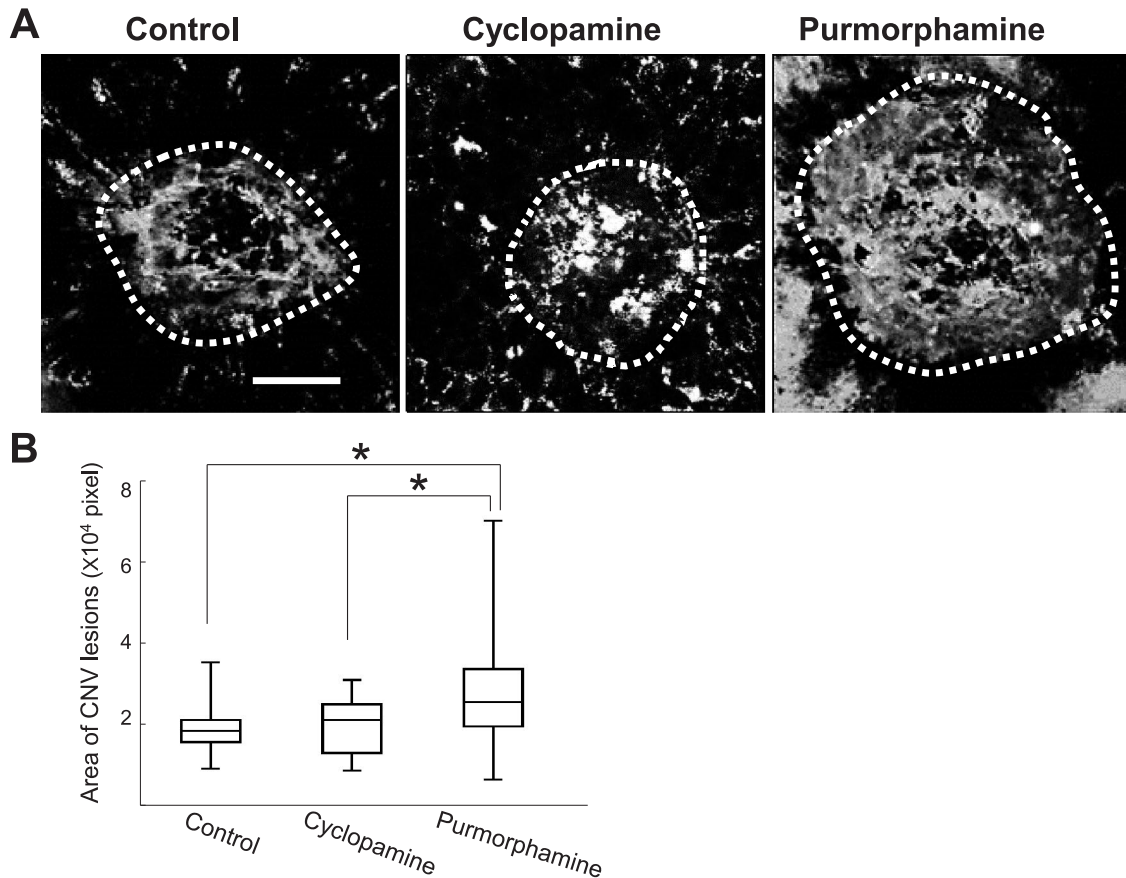 A
Control
Cyclopamine
Purmorphamine
B
Area of CNV lesions (X10⁴ pixel)
8
6
4
2
*
*
Control
Cyclopamine
Purmorphamine